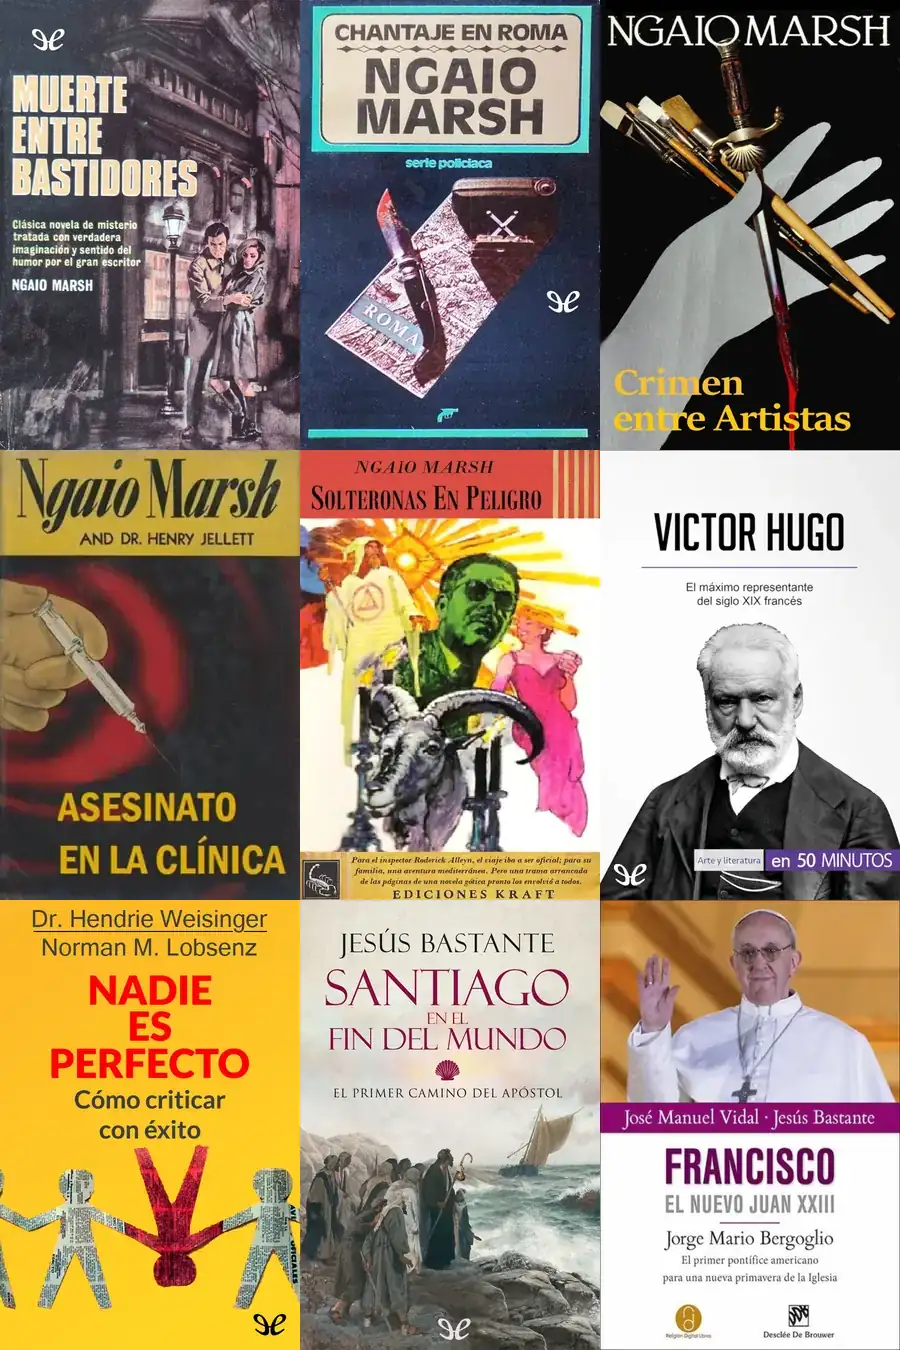 MUERTE
ENTRE
BASTIDORES
Clásica novela de misterio
tratada con verdadera
imaginación y sentido del
humor por el gran escritor
NGAIO MARSH
CHANTAJE EN ROMA
NGAIO
MARSH
serie policiaca
ROMA
NGAIO MARSH
Crimen
entre Artistas
Ngaio Marsh
AND DR. HENRY JELLETT
ASESINATO
EN LA CLÍNICA
NGAIO MARSH
SOLTERONAS EN PELIGRO
Para el inspector Roderick Alleyn, el viaje iba a ser oficial; para su
familia, una aventura mediterránea. Pero una trama arrancada
de las páginas de una novela gótica pronto los envolvió a todos.
EDICIONES KRAFT
VICTOR HUGO
El máximo representante
del siglo XIX francés
Arte y literatura en 50 MINUTOS
Dr. Hendrie Weisinger
Norman M. Lobsenz
NADIE
ES
PERFECTO
Cómo criticar
con éxito
JESÚS BASTANTE
SANTIAGO
EN EL
FIN DEL MUNDO
EL PRIMER CAMINO DEL APÓSTOL
José Manuel Vidal · Jesús Bastante
FRANCISCO
EL NUEVO JUAN XXIII
Jorge Mario Bergoglio
El primer pontífice americano
para una nueva primavera de la Iglesia
Religión Digital Libros
Desclée De Brouwer